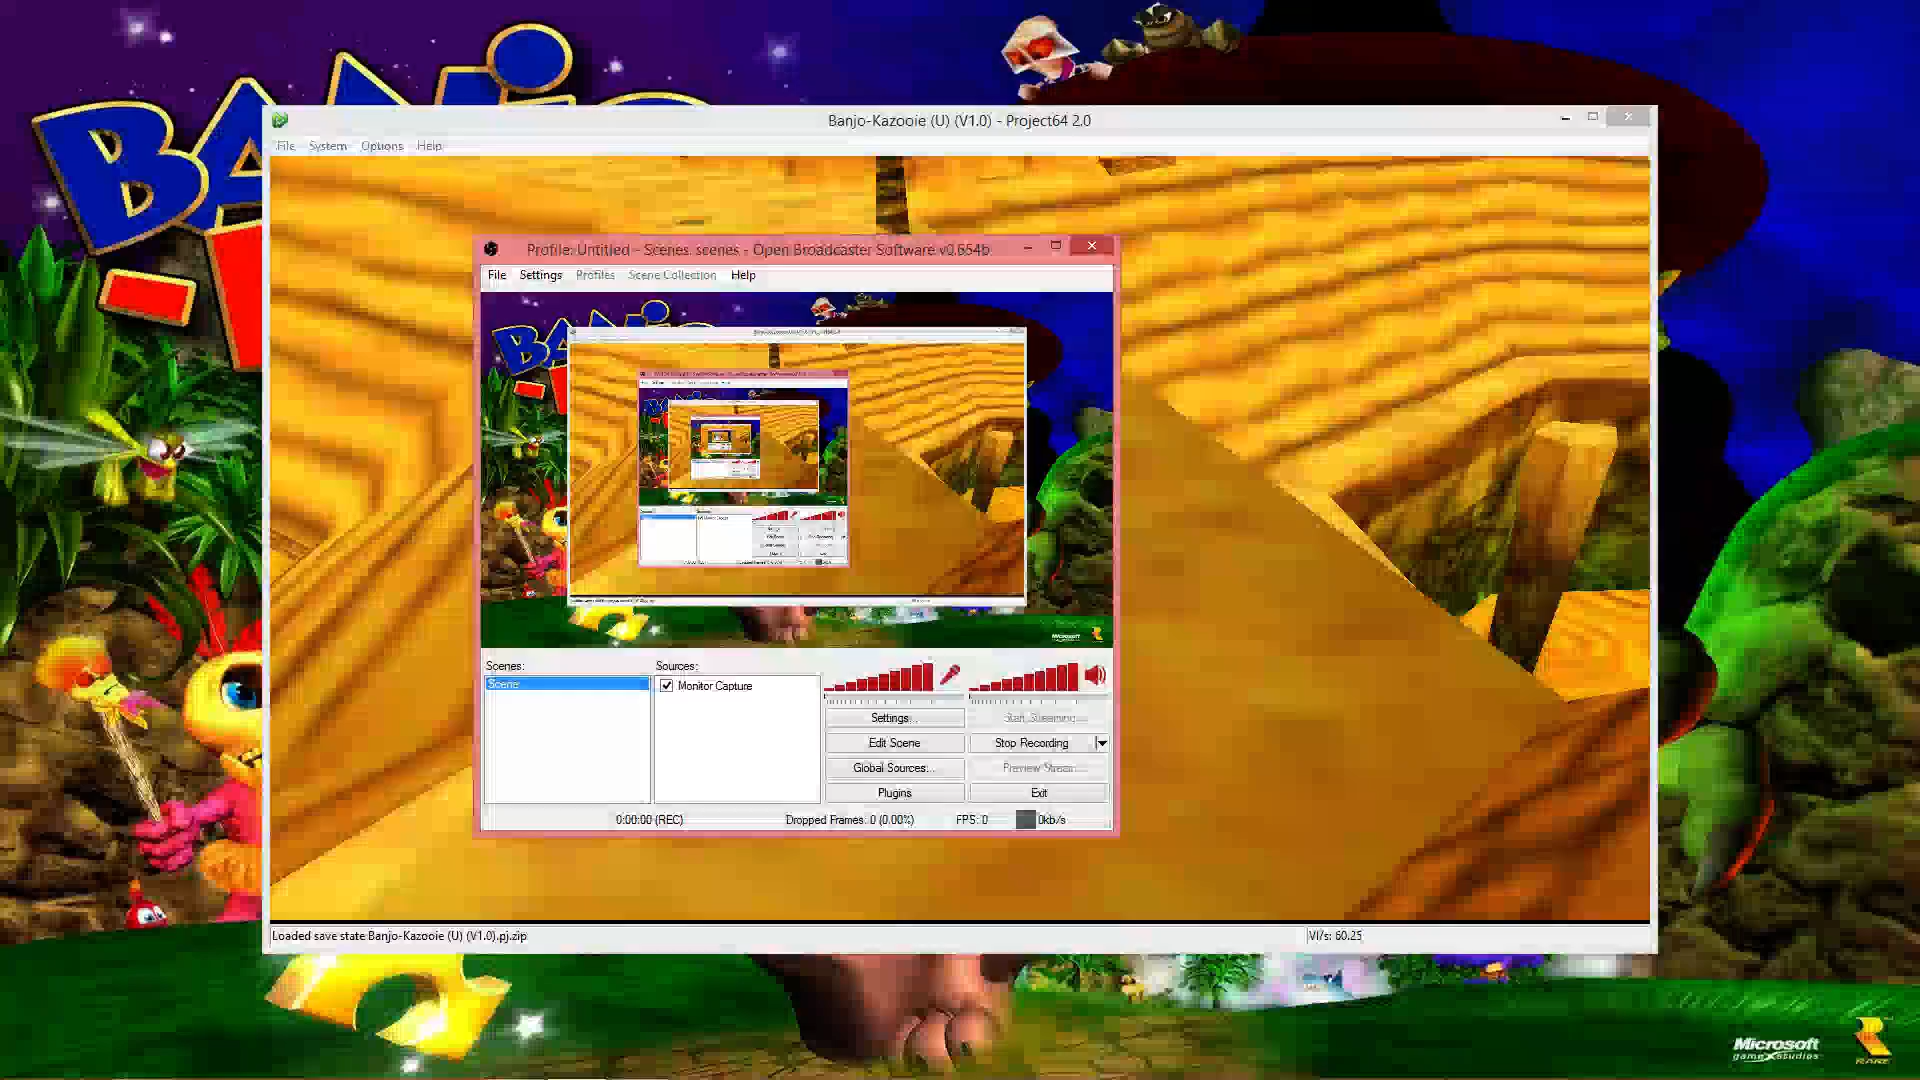 BANJO
Banjo-Kazooie (U) (V1.0) - Project64 2.0
File System Options Help
Profile: Untitled - Scenes: scenes - Open Broadcaster Software v0.654b
File Settings Profiles Scene Collection Help
Microsoft
Scenes:
Sources:
Scene
Monitor Capture
Settings...
Start Streaming...
Edit Scene
Stop Recording
Global Sources...
Preview Stream...
Plugins
Exit
0:00:00 (REC)
Dropped Frames: 0 (0.00%)
FPS: 0
0kb/s
Loaded save state Banjo-Kazooie (U) (V1.0).pj.zip
VI/s: 60.25
Microsoft
game studios
RARE